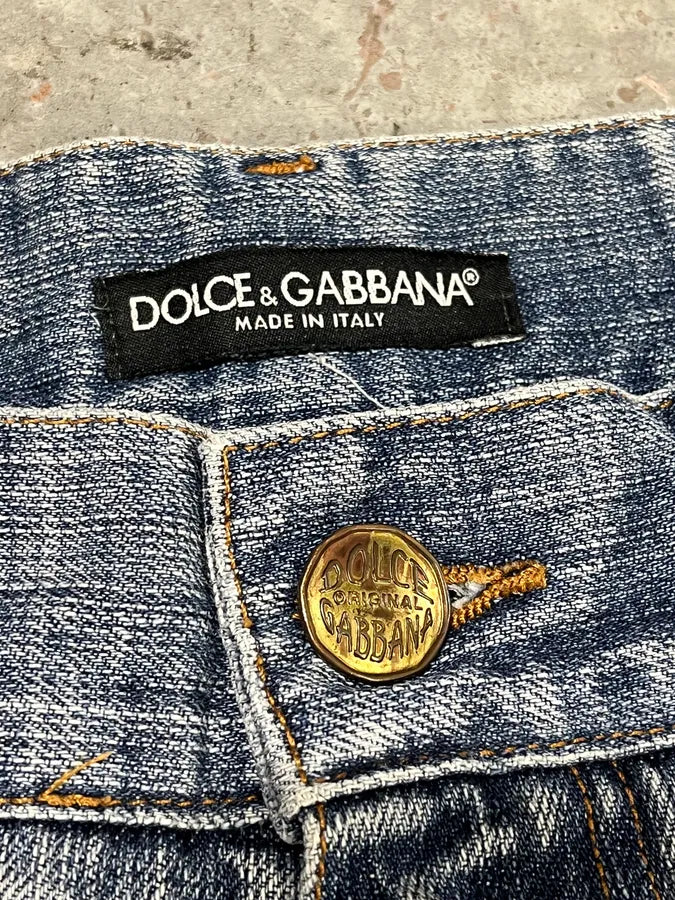 DOLCE & GABBANA®
MADE IN ITALY
DOLCE
ORIGINAL
GABBANA